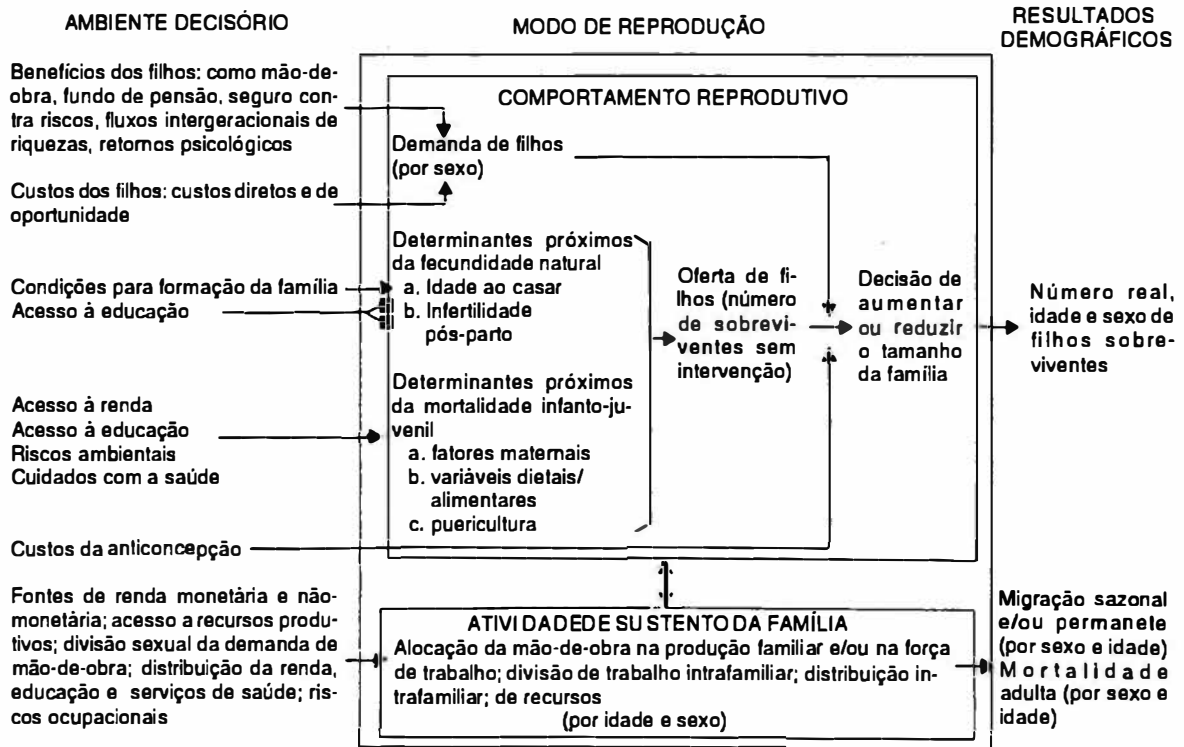 AMBIENTE DECISÓRIO
MODO DE REPRODUÇÃO
RESULTADOS
DEMOGRÁFICOS
Benefícios dos filhos: como mão-de-
obra, fundo de pensão, seguro con-
tra riscos, fluxos intergeracionais de
riquezas, retornos psicológicos
Custos dos filhos: custos diretos e de
oportunidade
Condições para formação da família
Acesso à educação
Acesso à renda
Acesso à educação
Riscos ambientais
Cuidados com a saúde
Custos da anticoncepção
Fontes de renda monetária e não-
monetária; acesso a recursos produ-
tivos; divisão sexual da demanda de
mão-de-obra; distribuição da renda,
educação e serviços de saúde; ris-
cos ocupacionais
COMPORTAMENTO REPRODUTIVO
Demanda de filhos
(por sexo)
Determinantes próximos
da fecundidade natural
a. Idade ao casar
b. Infertilidade
pós-parto
Determinantes próximos
da mortalidade infanto-ju-
venil
a. fatores maternais
b. variáveis dietais/
alimentares
c. puericultura
Oferta de fi-
lhos (número
de sobrevi-
ventes sem
intervenção)
Decisão de
aumentar
ou reduzir
o tamanho
da família
ATIVIDADEDE SUSTENTO DA FAMÍLIA
Alocação da mão-de-obra na produção familiar e/ou na força
de trabalho; divisão de trabalho intrafamiliar; distribuição in-
trafamiliar; de recursos
(por idade e sexo)
Número real,
idade e sexo de
filhos sobre-
viventes
Migração sazonal
e/ou permanete
(por sexo e idade)
Mortalidade
adulta (por sexo e
idade)